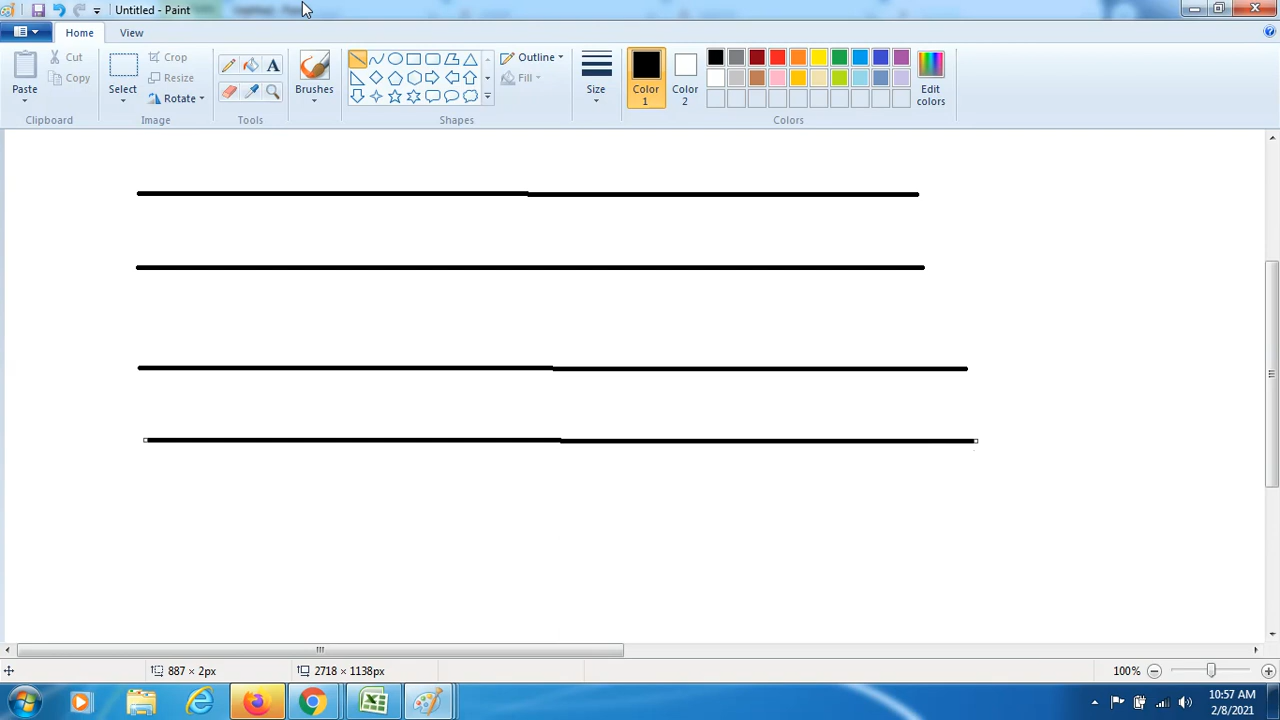 Untitled - Paint
Home
View
Paste
Cut
Copy
Clipboard
Select
Crop
Resize
Rotate
Image
Tools
Brushes
Shapes
Outline
Fill
Size
Color
1
Color
2
Edit
colors
Colors
887 × 2px
2718 × 1138px
100%
10:57 AM
2/8/2021